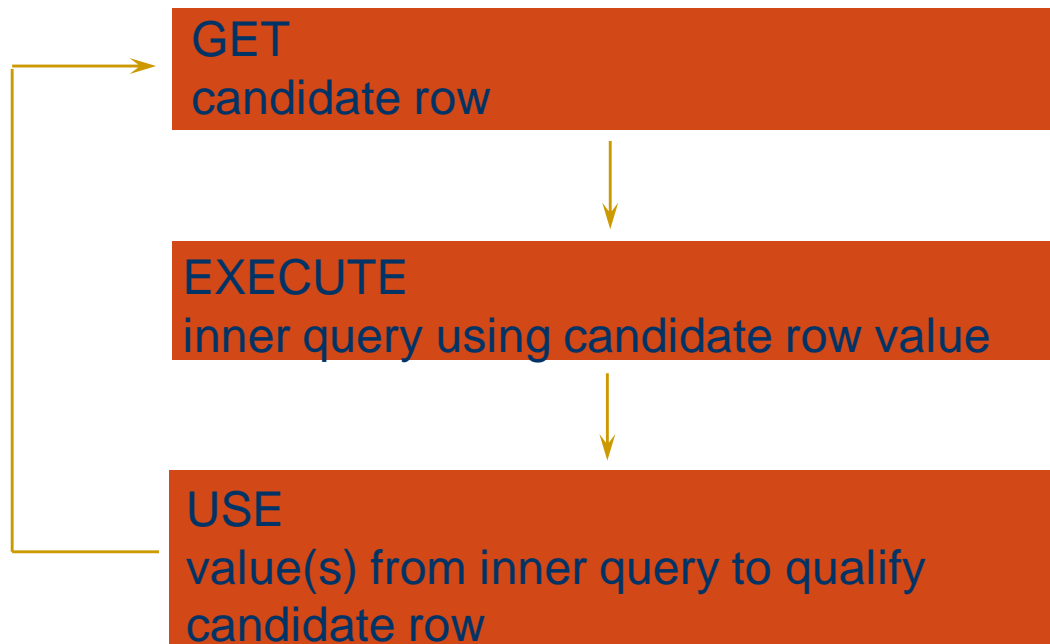 GET
candidate row
EXECUTE
inner query using candidate row value
USE
value(s) from inner query to qualify
candidate row